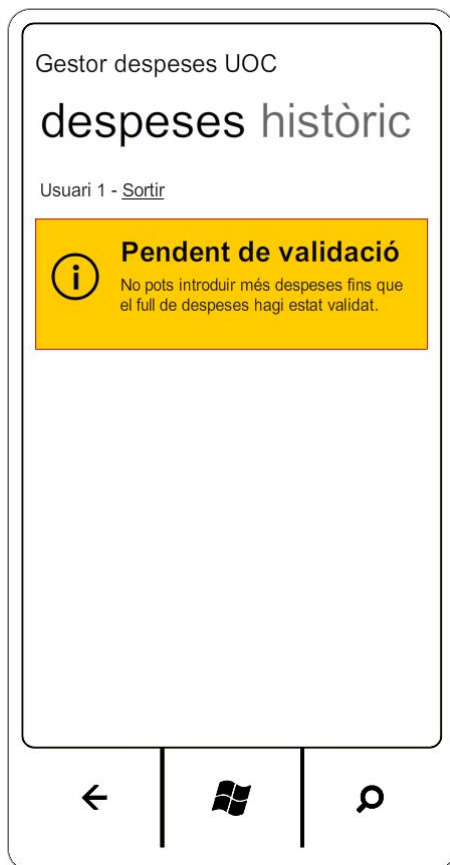 Gestor despeses UOC
despeses històric
Usuari 1 - Sortir
Pendent de validació
No pots introduir més despeses fins que
el full de despeses hagi estat validat.